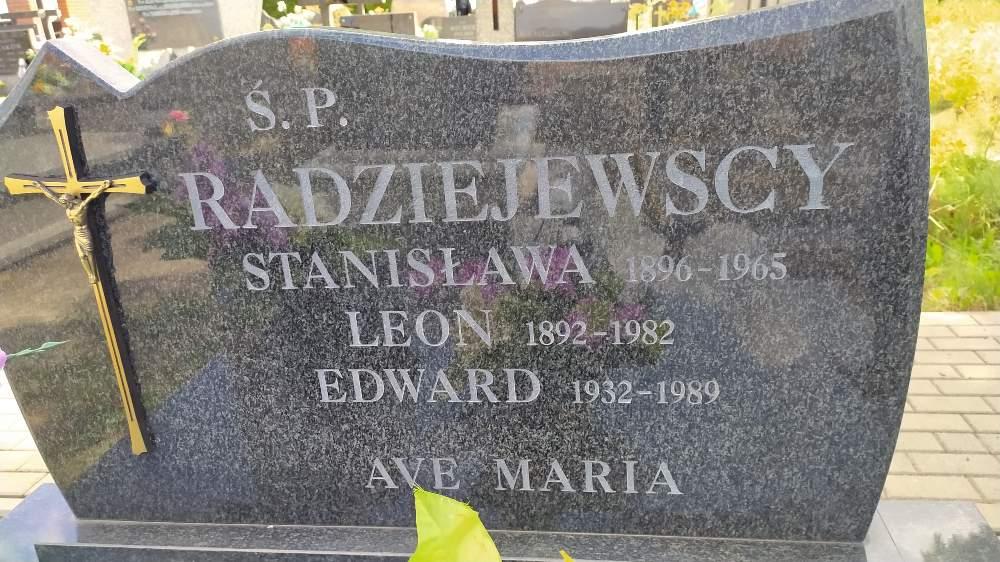 Ś. P.
RADZIEJEWSCY
STANISŁAWA 1896-1965
LEON 1892-1982
EDWARD 1932-1989
AVE MARIA